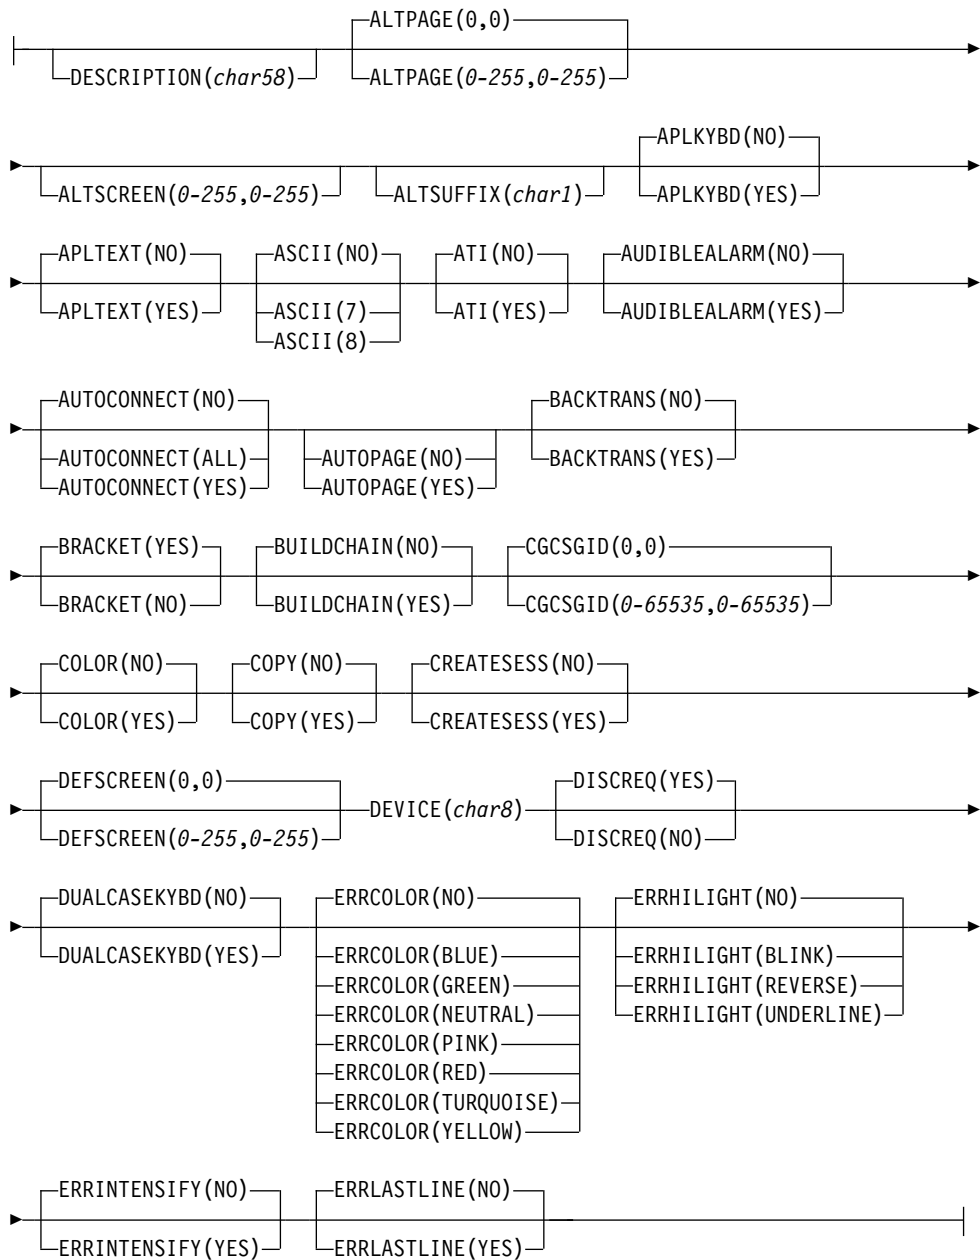 ALTPAGE(0,0)
DESCRIPTION(char58) ALTPAGE(0-255,0-255)
APLKYBD(NO)
ALTSCREEN(0-255,0-255) ALTSUFFIX(char1) APLKYBD(YES)
APLTEXT(NO) ASCII(NO) ATI(NO) AUDIBLEALARM(NO)
APLTEXT(YES) ASCII(7) ATI(YES) AUDIBLEALARM(YES)
ASCII(8)
AUTOCONNECT(NO) BACKTRANS(NO)
AUTOCONNECT(ALL) AUTOPAGE(NO) BACKTRANS(YES)
AUTOCONNECT(YES) AUTOPAGE(YES)
BRACKET(YES) BUILDCHAIN(NO) CGCSGID(0,0)
BRACKET(NO) BUILDCHAIN(YES) CGCSGID(0-65535,0-65535)
COLOR(NO) COPY(NO) CREATESESS(NO)
COLOR(YES) COPY(YES) CREATESESS(YES)
DEFSCREEN(0,0) DISCREQ(YES)
DEVICE(char8)
DEFSCREEN(0-255,0-255) DISCREQ(NO)
DUALCASEKYBD(NO) ERRCOLOR(NO) ERRHILIGHT(NO)
DUALCASEKYBD(YES) ERRCOLOR(BLUE) ERRHILIGHT(BLINK)
ERRCOLOR(GREEN) ERRHILIGHT(REVERSE)
ERRCOLOR(NEUTRAL) ERRHILIGHT(UNDERLINE)
ERRCOLOR(PINK)
ERRCOLOR(RED)
ERRCOLOR(TURQUOISE)
ERRCOLOR(YELLOW)
ERRINTENSIFY(NO) ERRLASTLINE(NO)
ERRINTENSIFY(YES) ERRLASTLINE(YES)